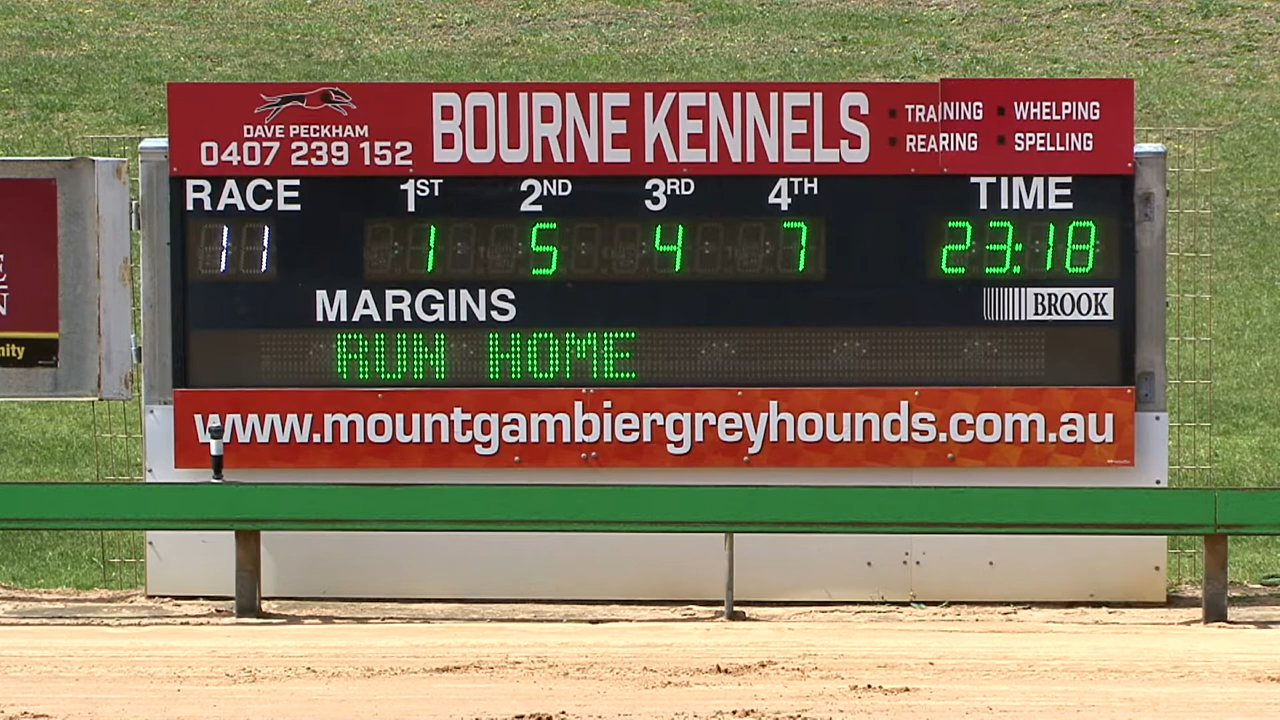 DAVE PECKHAM
0407 239 152
BOURNE KENNELS
TRAINING WHELPING
REARING SPELLING
RACE 1ST 2ND 3RD 4TH TIME
11 1 5 4 7 23:18
MARGINS
BROOK
RUN HOME
www.mountgambiergreyhounds.com.au
E
N
nity